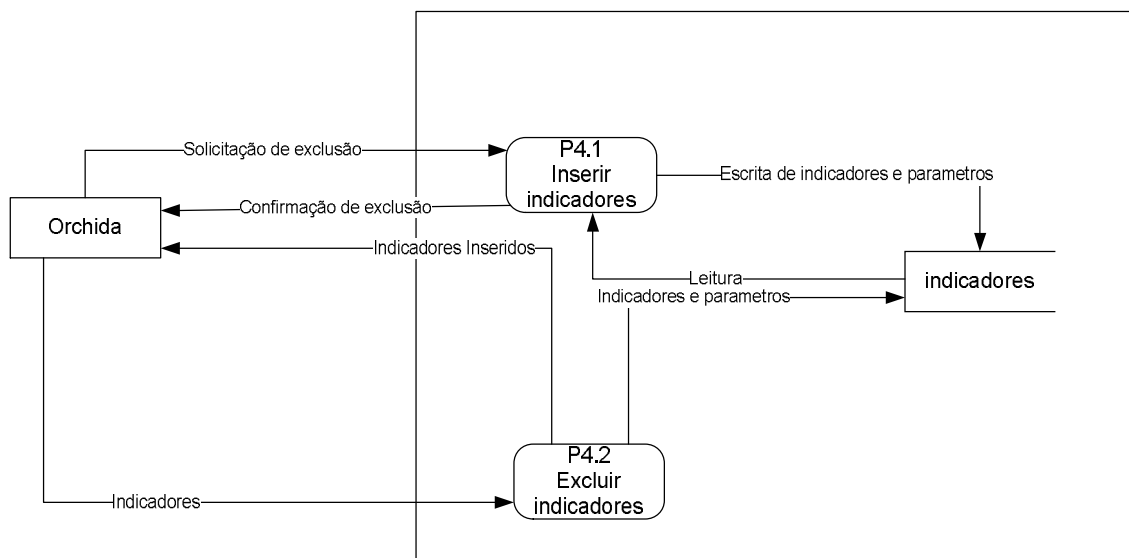 Solicitação de exclusão
P4.1
Inserir
indicadores
Escrita de indicadores e parametros
Confirmação de exclusão
Orchida
Indicadores Inseridos
Leitura
indicadores
Indicadores e parametros
P4.2
Excluir
indicadores
Indicadores